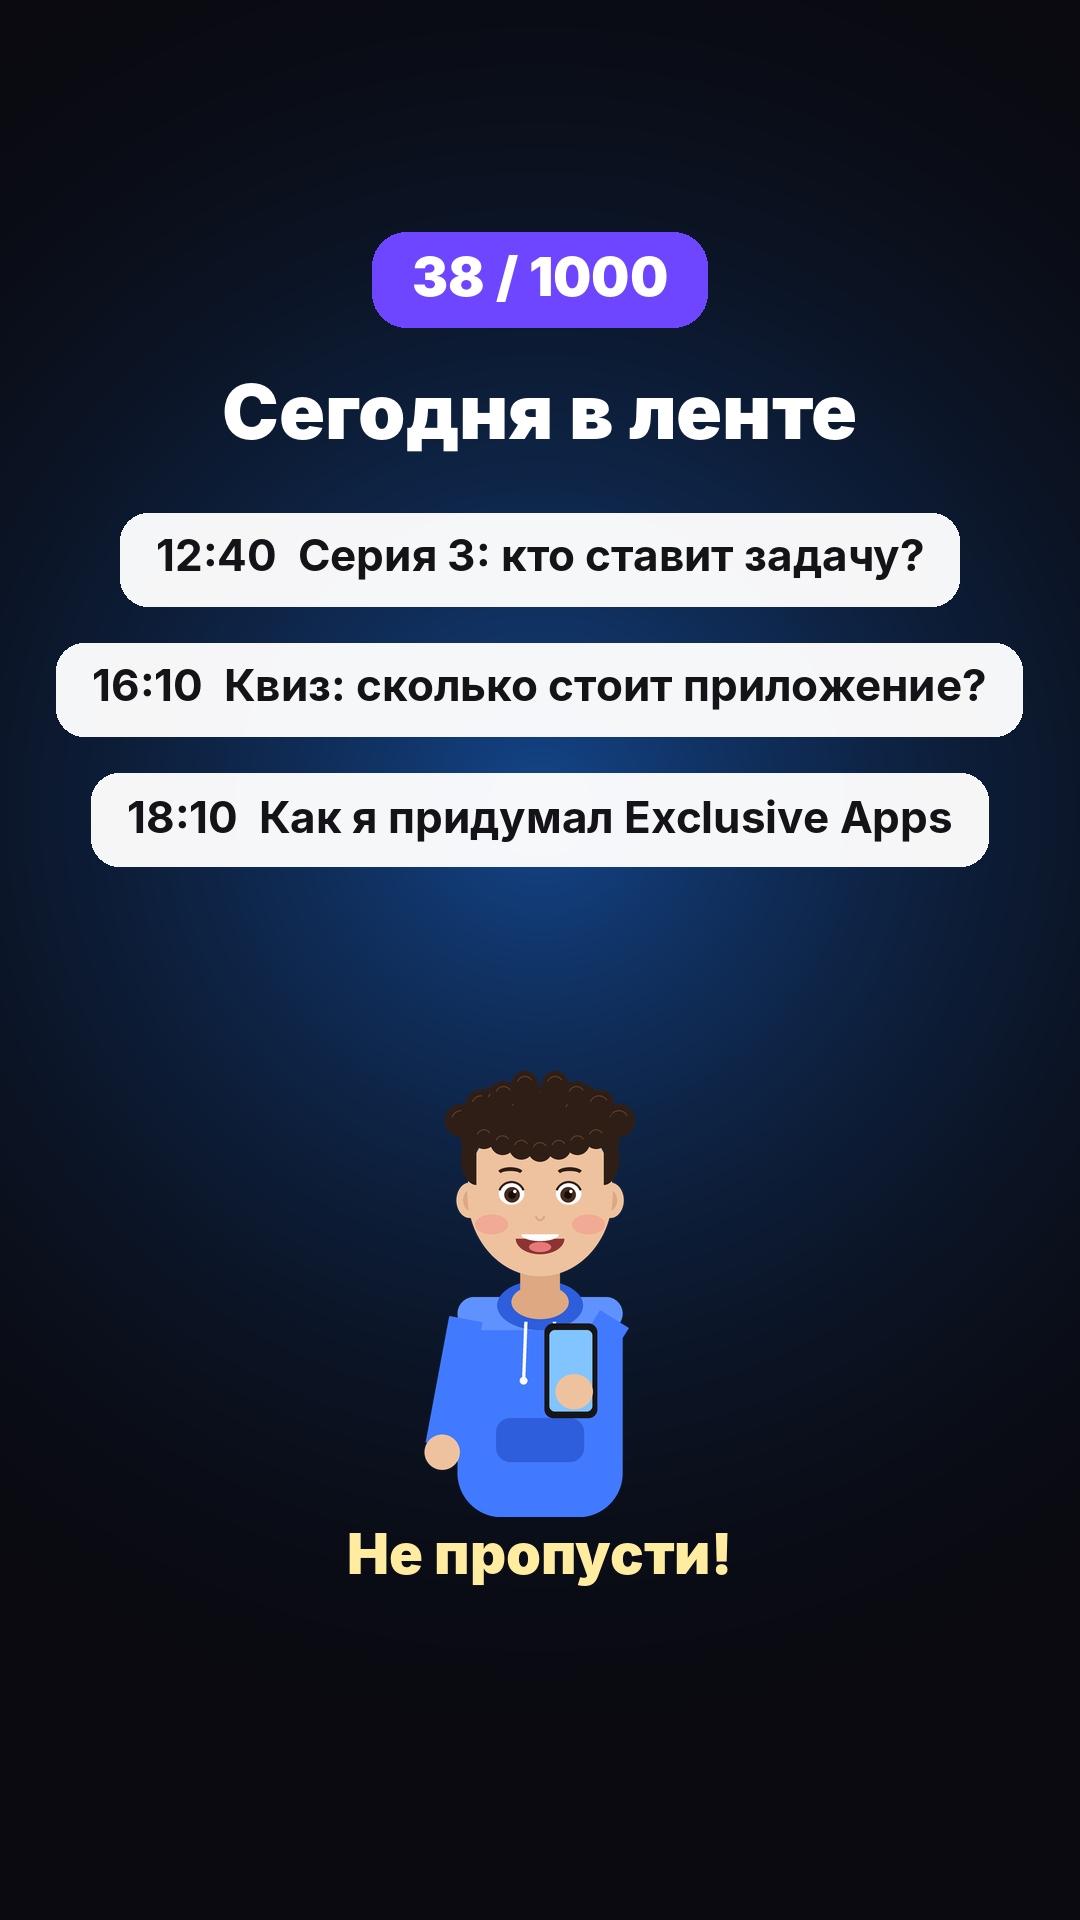 38 / 1000
Сегодня в ленте
12:40 Серия 3: кто ставит задачу?
16:10 Квиз: сколько стоит приложение?
18:10 Как я придумал Exclusive Apps
Не пропусти!